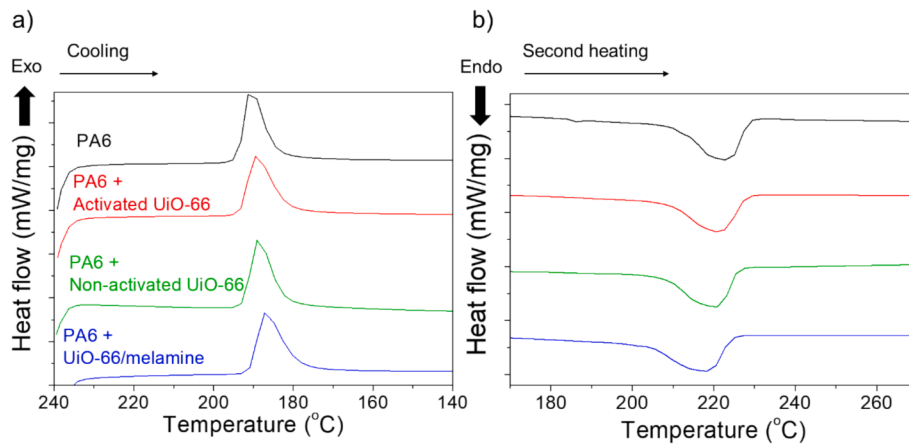 a)
Cooling
Exo
Heat flow (mW/mg)
PA6
PA6 +
Activated UiO-66
PA6 +
Non-activated UiO-66
PA6 +
UiO-66/melamine
240 220 200 180 160 140
Temperature (°C)
b)
Second heating
Endo
Heat flow (mW/mg)
180 200 220 240 260
Temperature (°C)